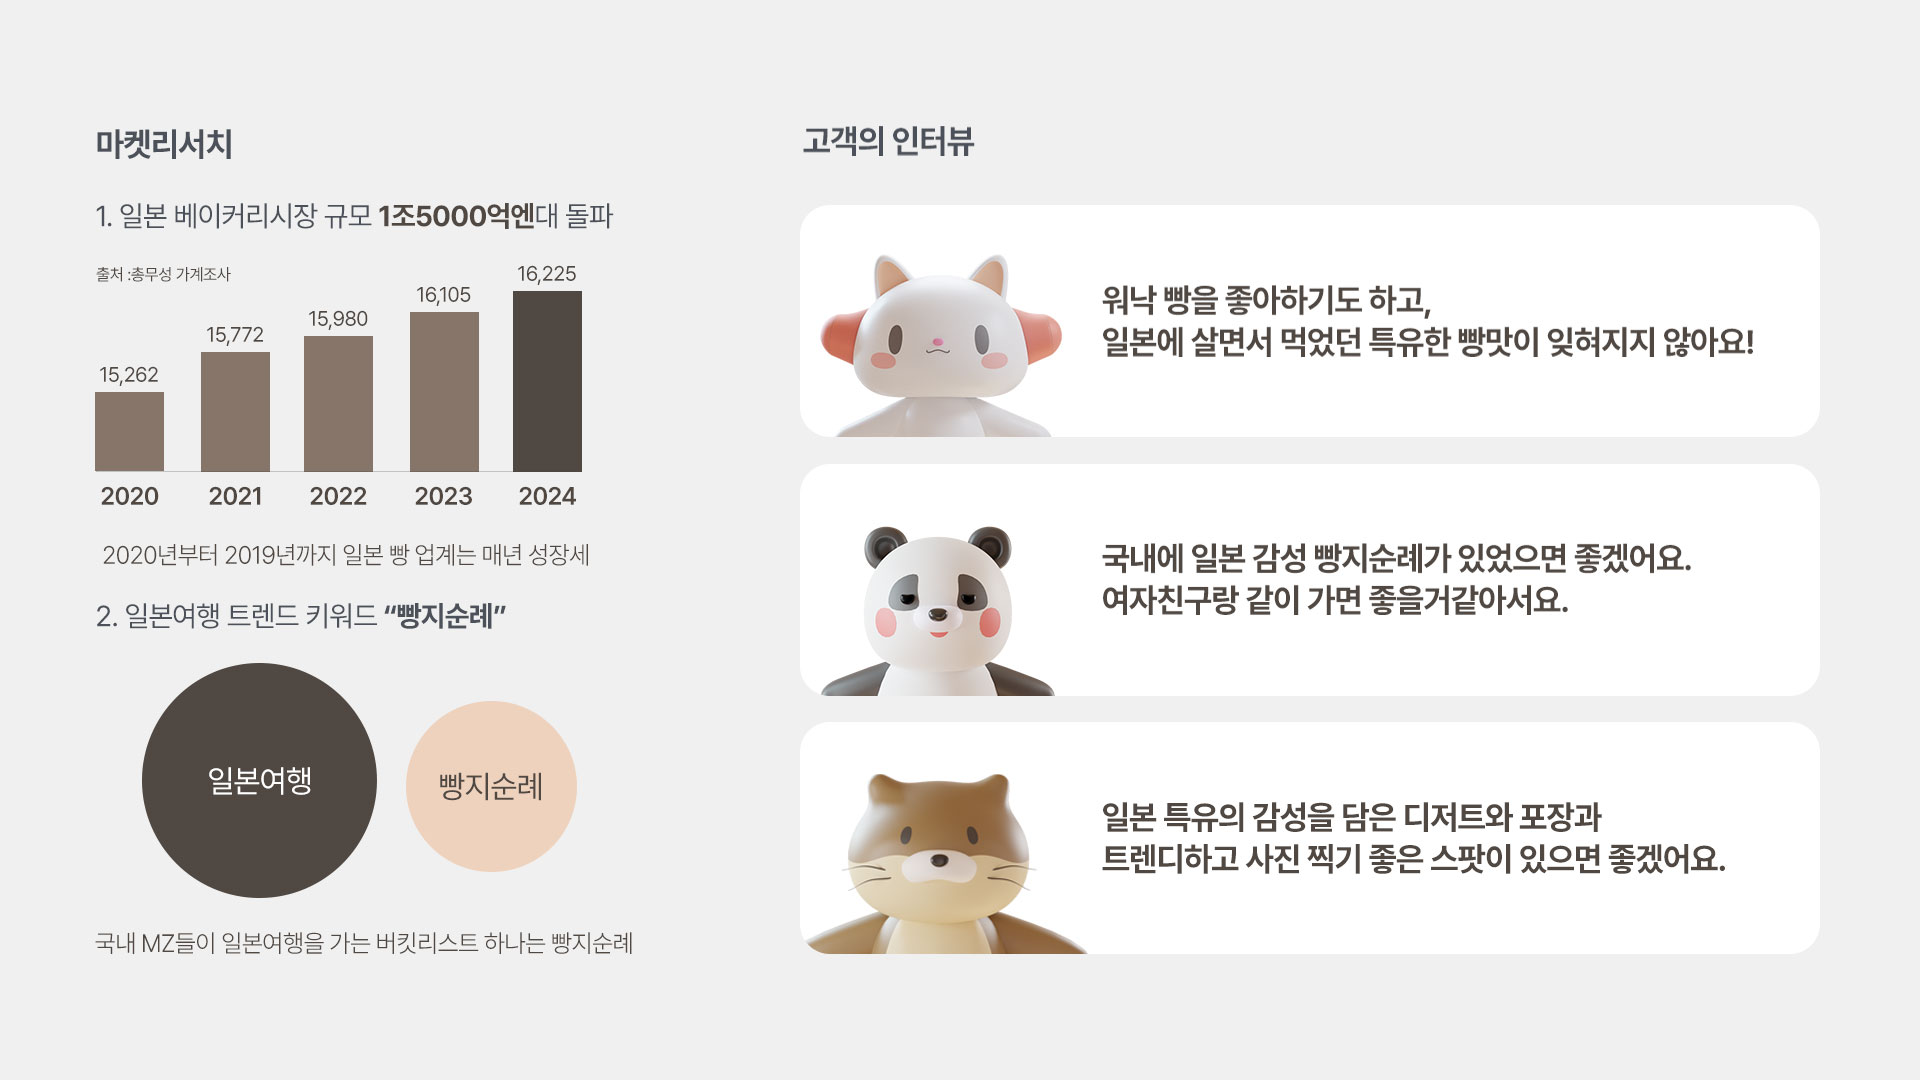 마켓리서치
1. 일본 베이커리시장 규모 1조5000억엔대 돌파
출처 :총무성 가계조사
15,262
15,772
15,980
16,105
16,225
2020
2021
2022
2023
2024
2020년부터 2019년까지 일본 빵 업계는 매년 성장세
2. 일본여행 트렌드 키워드 “빵지순례”
일본여행
빵지순례
국내 MZ들이 일본여행을 가는 버킷리스트 하나는 빵지순례
고객의 인터뷰
워낙 빵을 좋아하기도 하고,
일본에 살면서 먹었던 특유한 빵맛이 잊혀지지 않아요!
국내에 일본 감성 빵지순례가 있었으면 좋겠어요.
여자친구랑 같이 가면 좋을거같아서요.
일본 특유의 감성을 담은 디저트와 포장과
트렌디하고 사진 찍기 좋은 스팟이 있으면 좋겠어요.